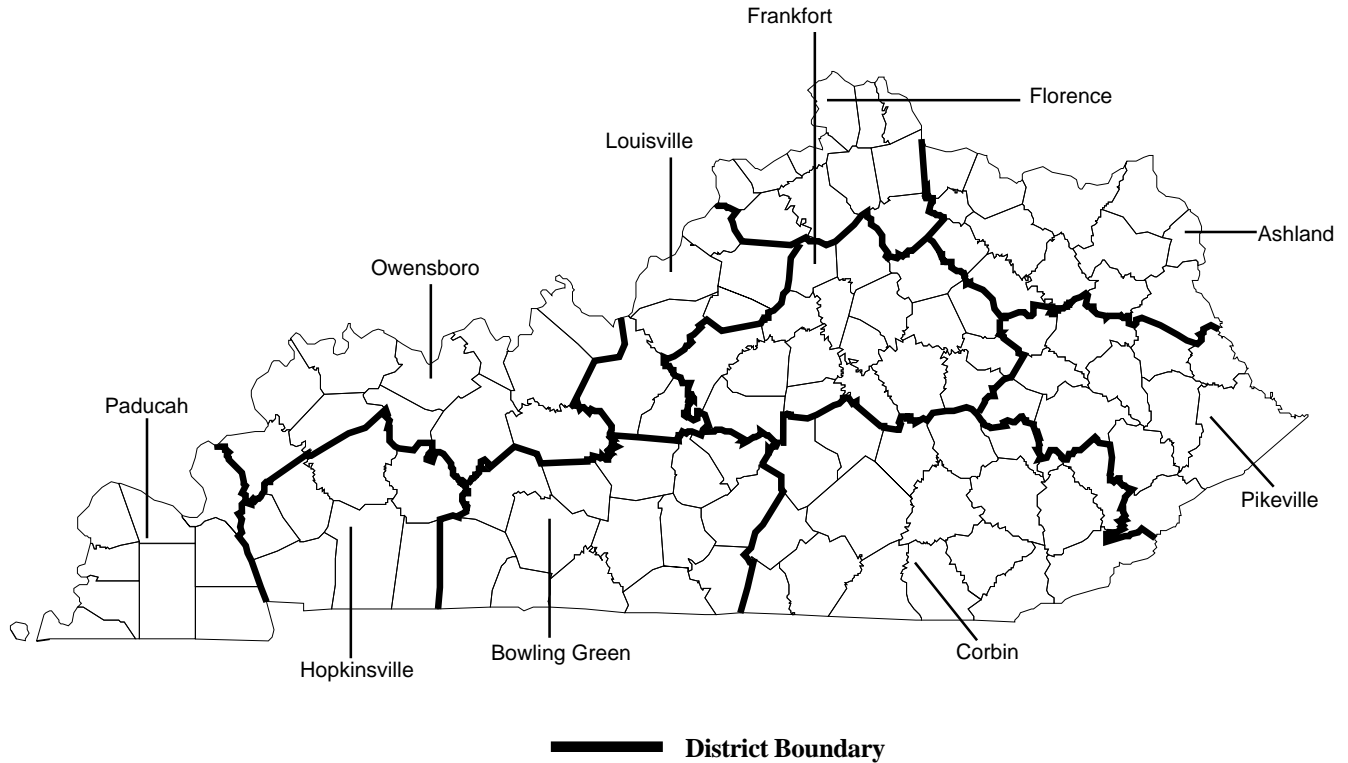 Frankfort
Florence
Louisville
Ashland
Owensboro
Paducah
Pikeville
Bowling Green
Corbin
Hopkinsville
District Boundary